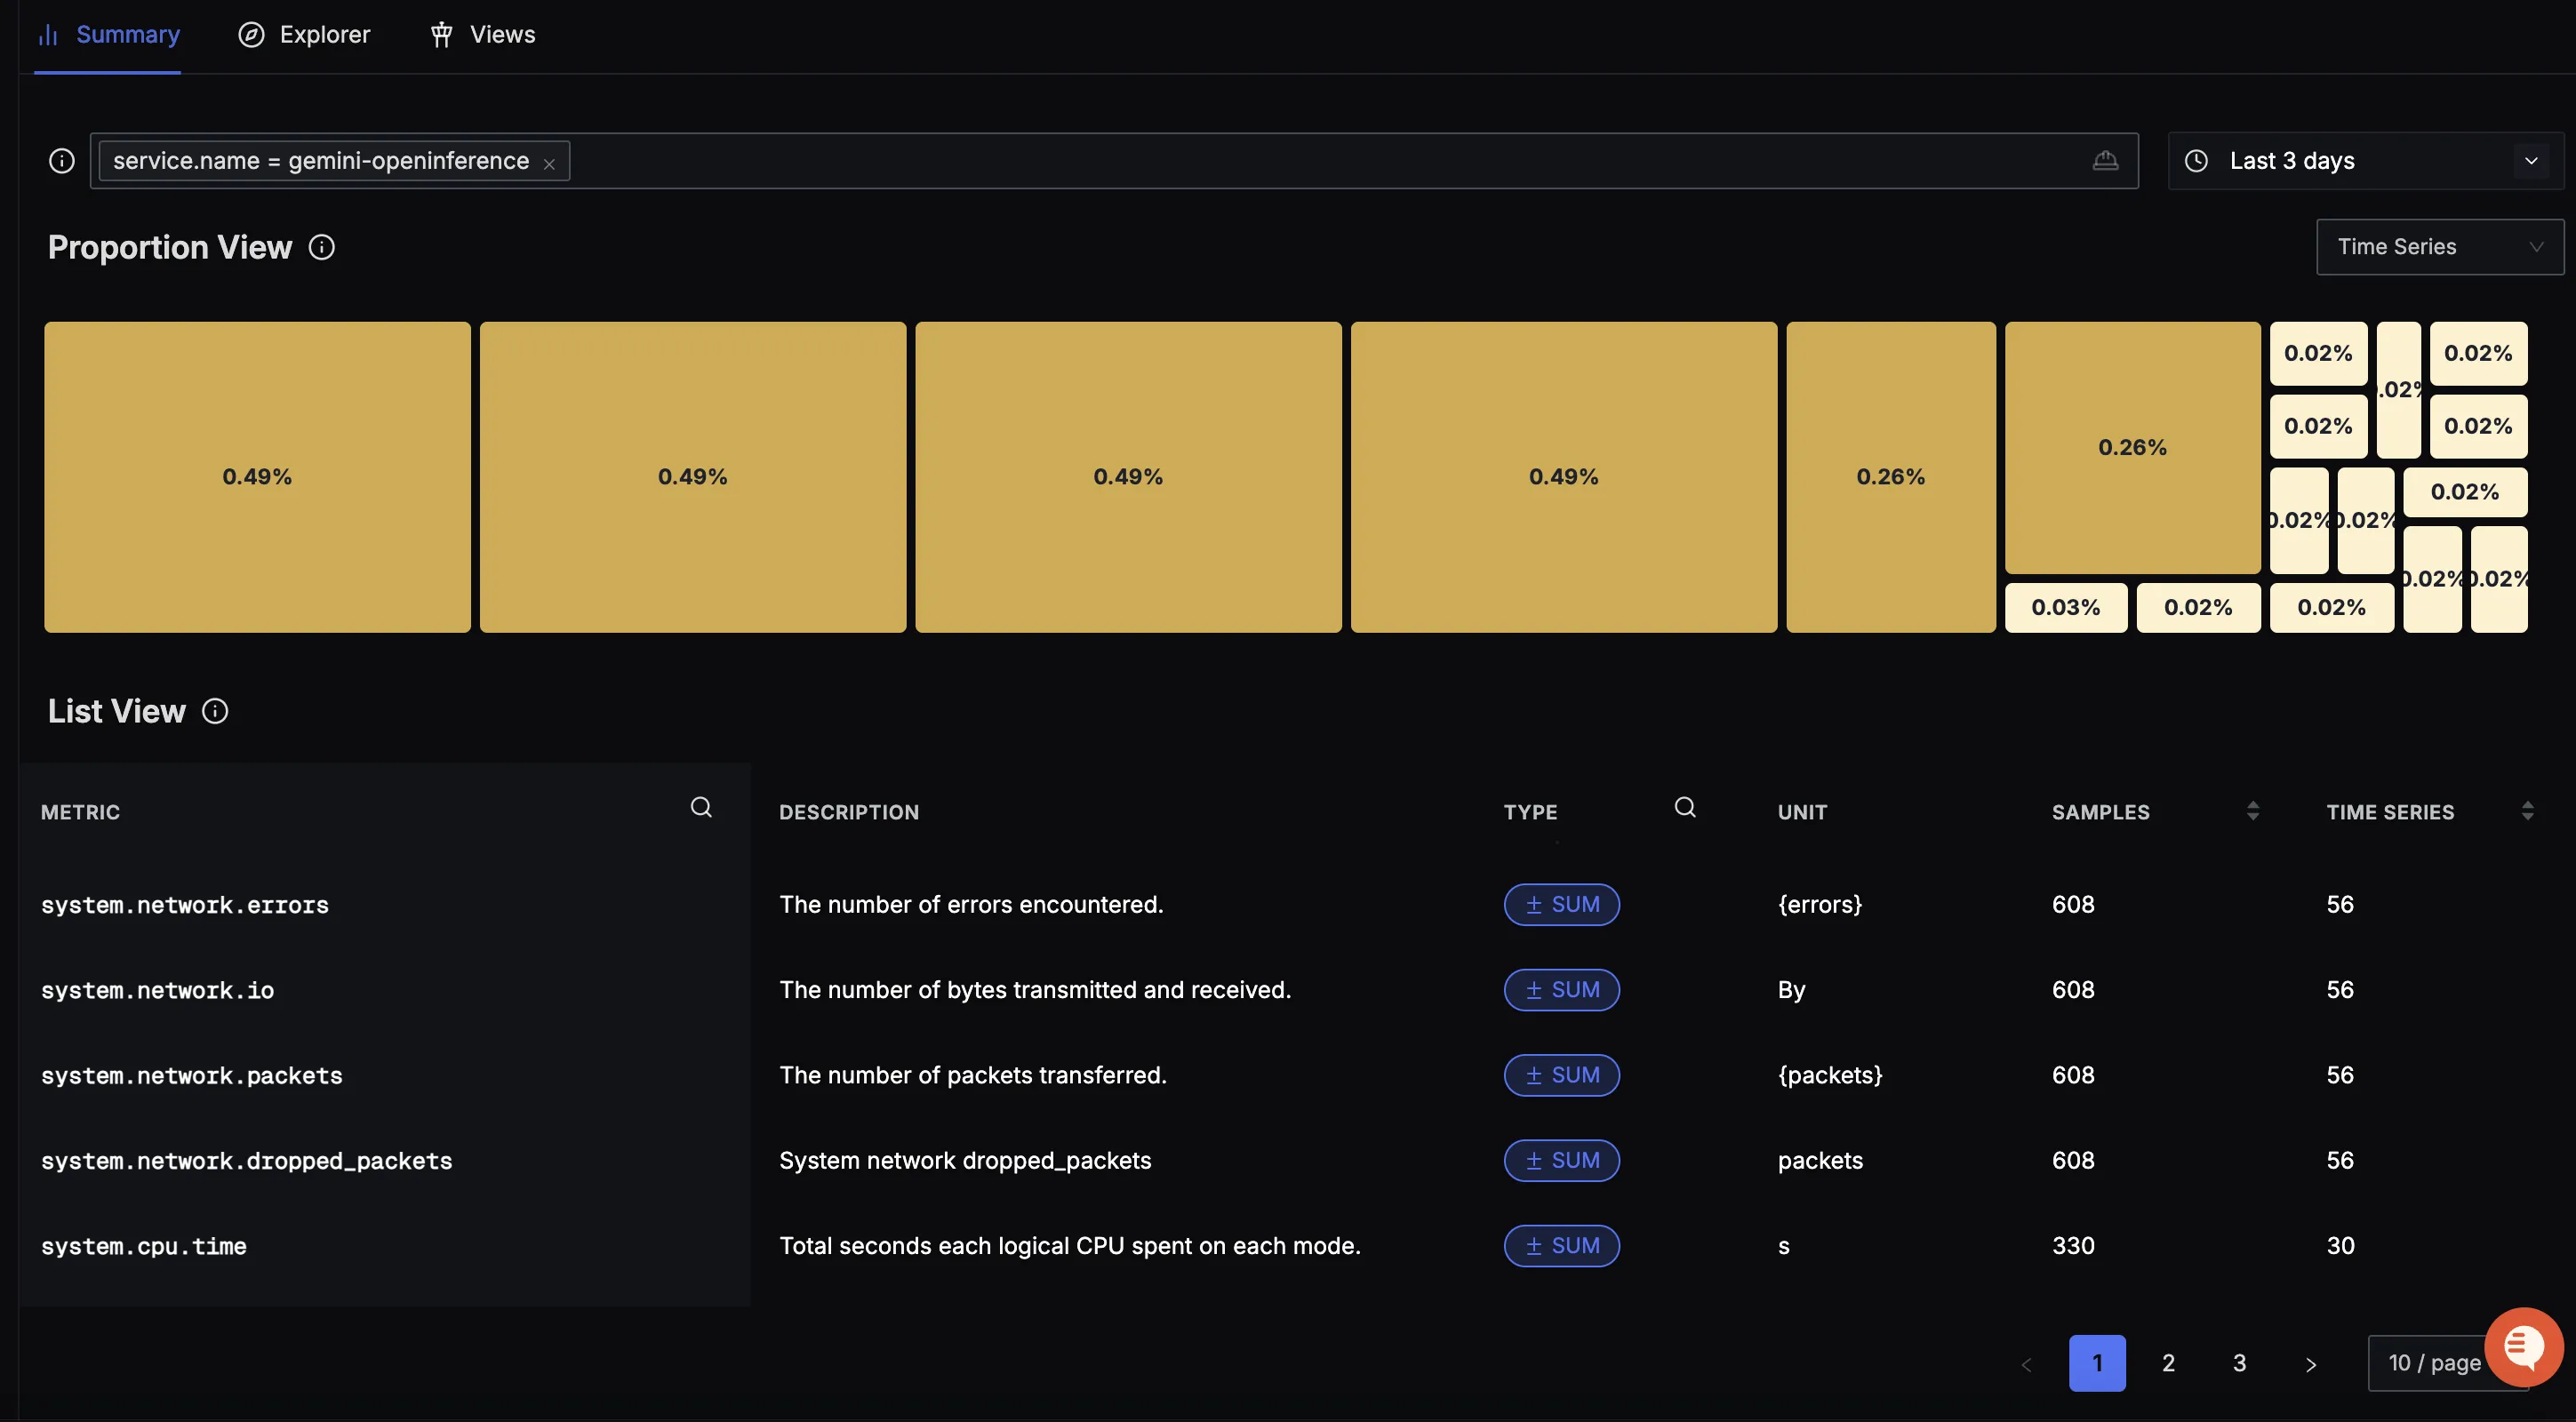 Summary Explorer Views
service.name = gemini-openinference ×
Last 3 days
Proportion View
Time Series
0.49% 0.49% 0.49% 0.49% 0.26% 0.26%
0.02% .02% 0.02%
0.02% 0.02%
0.02% 0.02% 0.02%
0.02% 0.02%
0.03% 0.02% 0.02%
List View
METRIC DESCRIPTION TYPE UNIT SAMPLES TIME SERIES
system.network.errors The number of errors encountered. ± SUM {errors} 608 56
system.network.io The number of bytes transmitted and received. ± SUM By 608 56
system.network.packets The number of packets transferred. ± SUM {packets} 608 56
system.network.dropped_packets System network dropped_packets ± SUM packets 608 56
system.cpu.time Total seconds each logical CPU spent on each mode. ± SUM s 330 30
< 1 2 3 > 10 / page